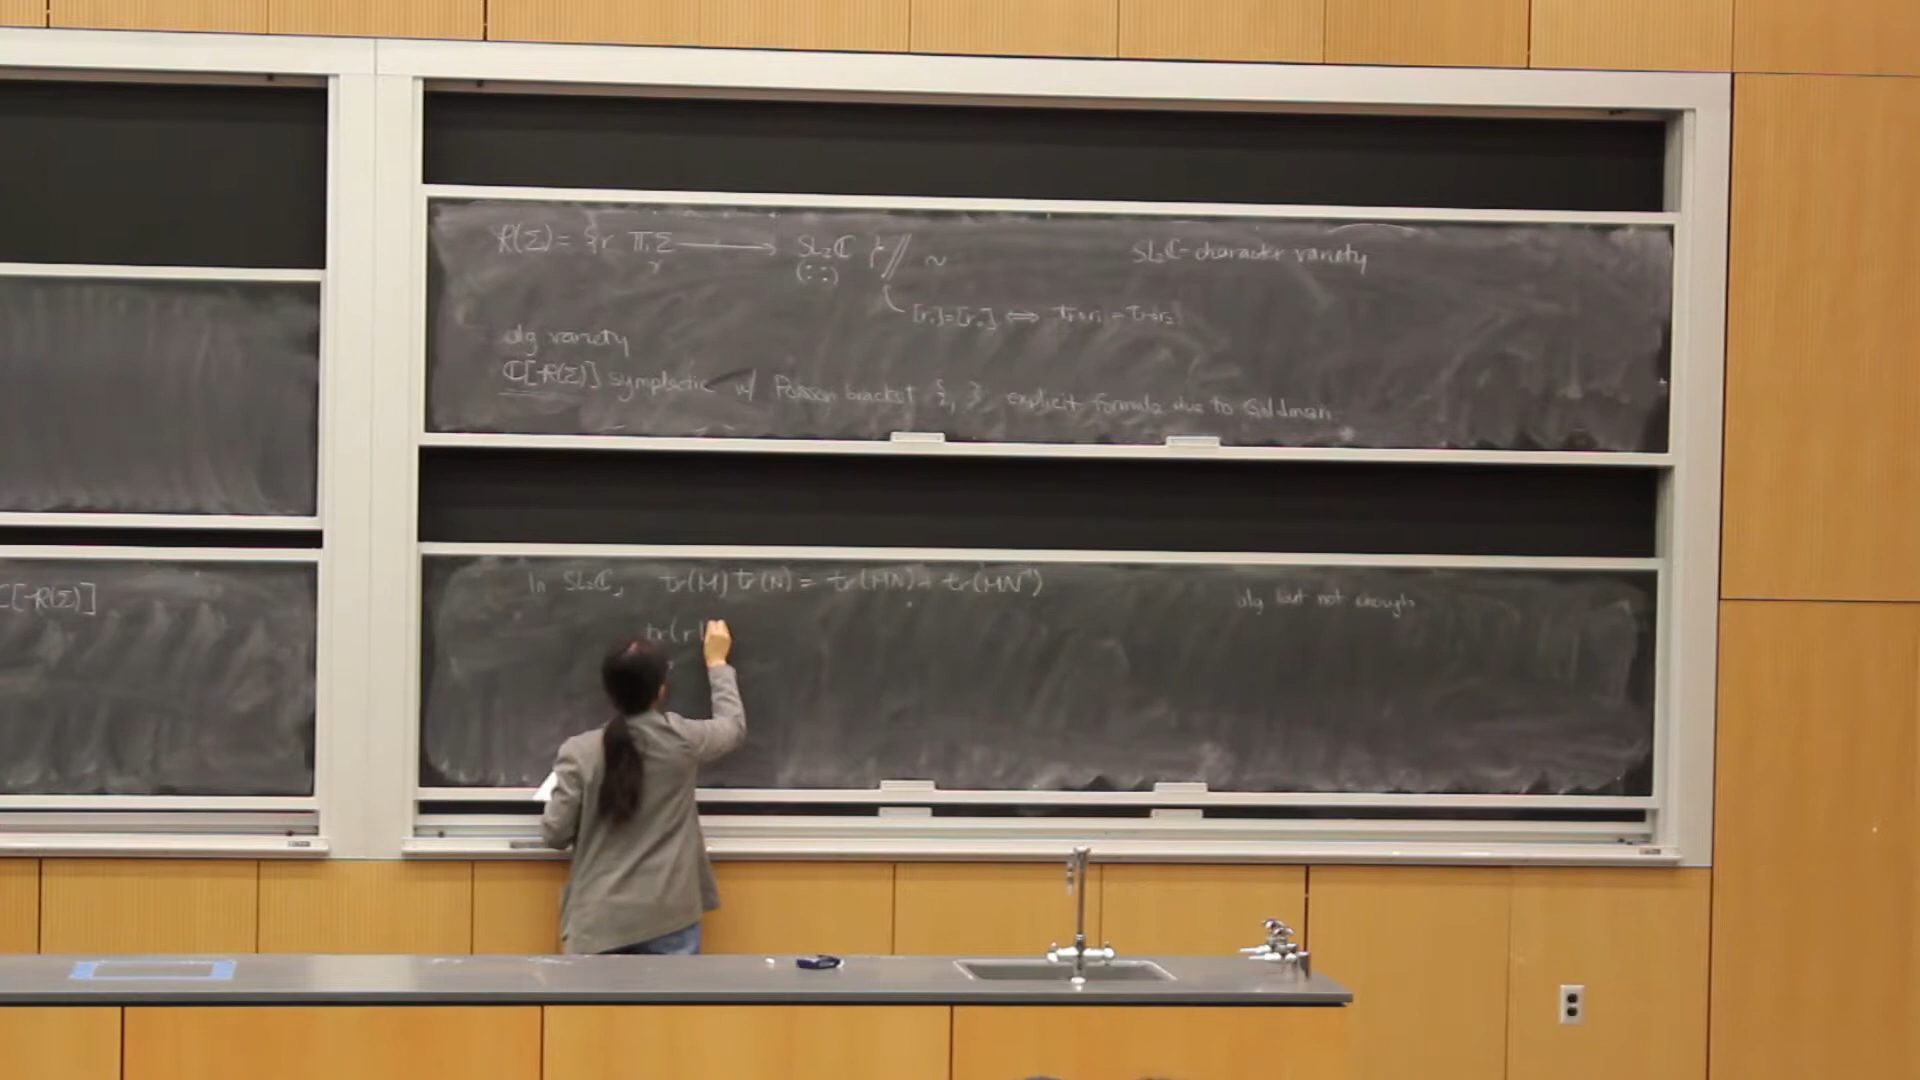 R(Σ) = {r π₁Σ ⟶ SL₂ℂ } // ~
r
(: :)
SL₂ℂ-character variety
[r₁]=[r₂] ⟺ tr∘r₁ = tr∘r₂
alg variety
ℂ[R(Σ)] symplectic w/ Poisson bracket { , } explicit formula due to Goldman
ℂ[R(Σ)]
In SL₂ℂ, tr(M) tr(N) = tr(MN) + tr(MN⁻¹)
alg but not enough
tr(r(